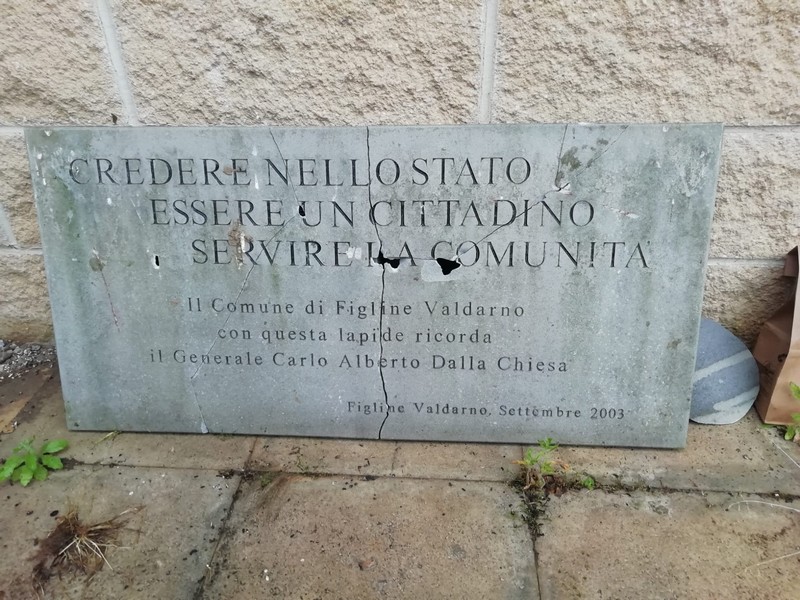 CREDERE NELLO STATO
ESSERE UN CITTADINO
SERVIRE LA COMUNITA'
Il Comune di Figline Valdarno
con questa lapide ricorda
il Generale Carlo Alberto Dalla Chiesa
Figline Valdarno, Settembre 2003